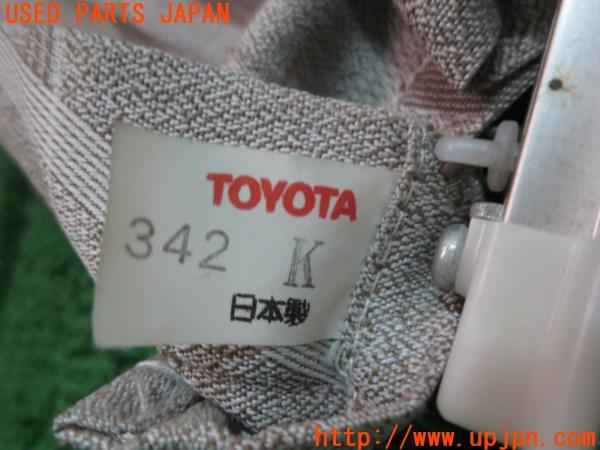 USED PARTS JAPAN
TOYOTA
342 K
日本製
http://www.upjpn.com